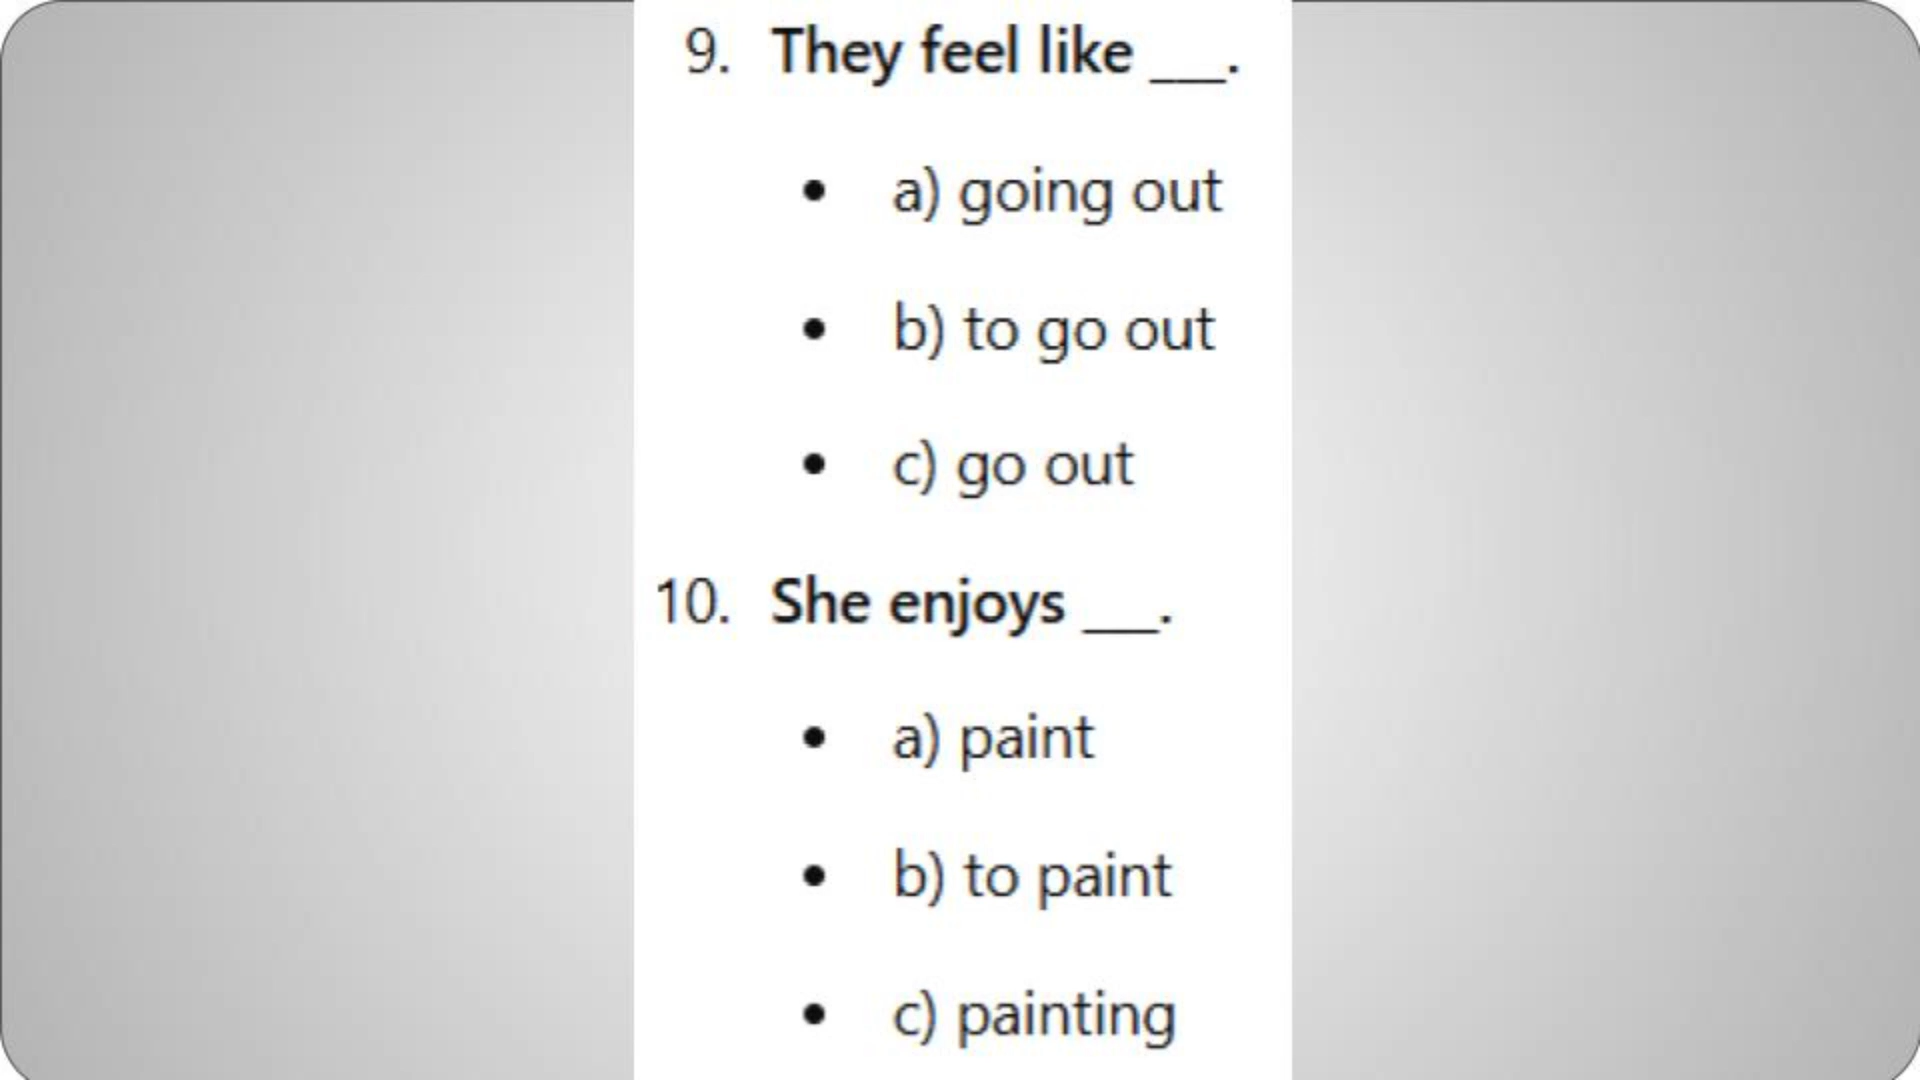 9. They feel like ___.
• a) going out
• b) to go out
• c) go out
10. She enjoys ___.
• a) paint
• b) to paint
• c) painting